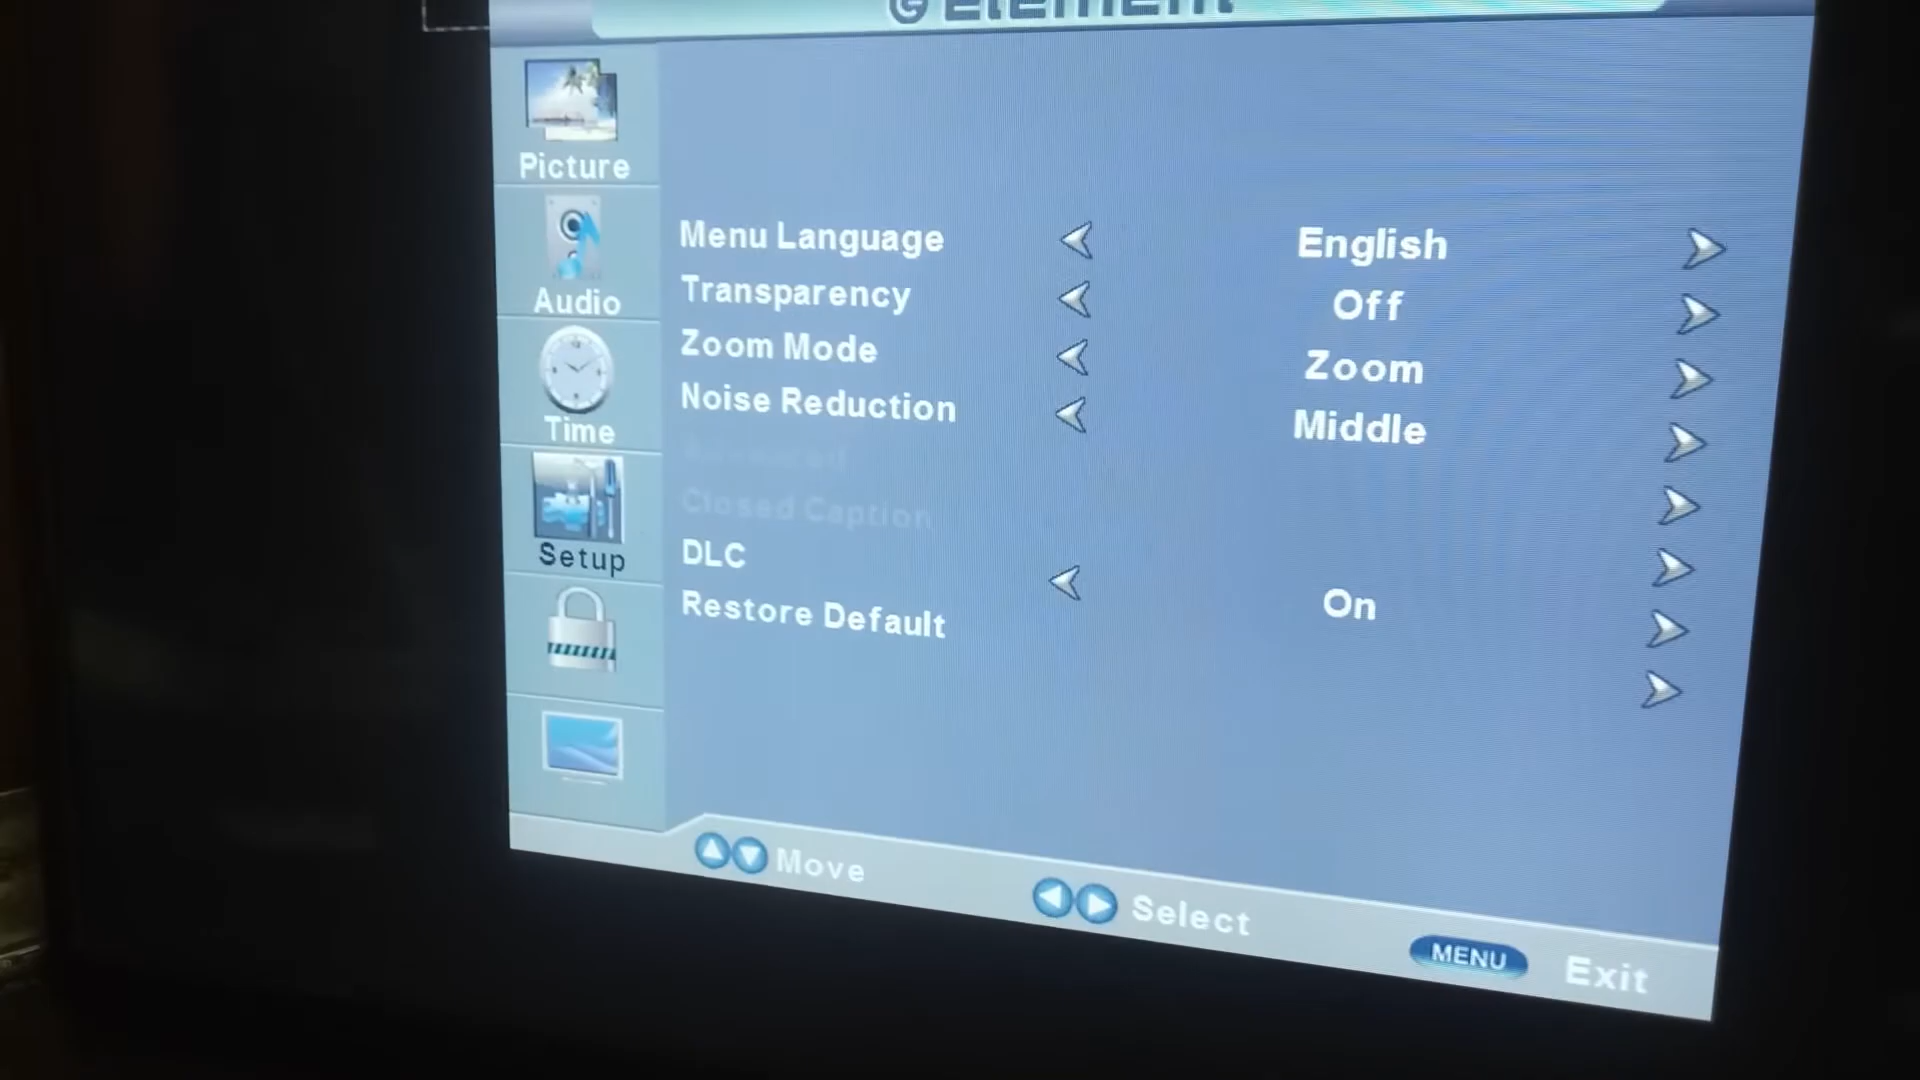 Element
Picture
Audio
Time
Setup
Menu Language English
Transparency Off
Zoom Mode Zoom
Noise Reduction Middle
Closed Caption
DLC On
Restore Default
Move Select MENU Exit